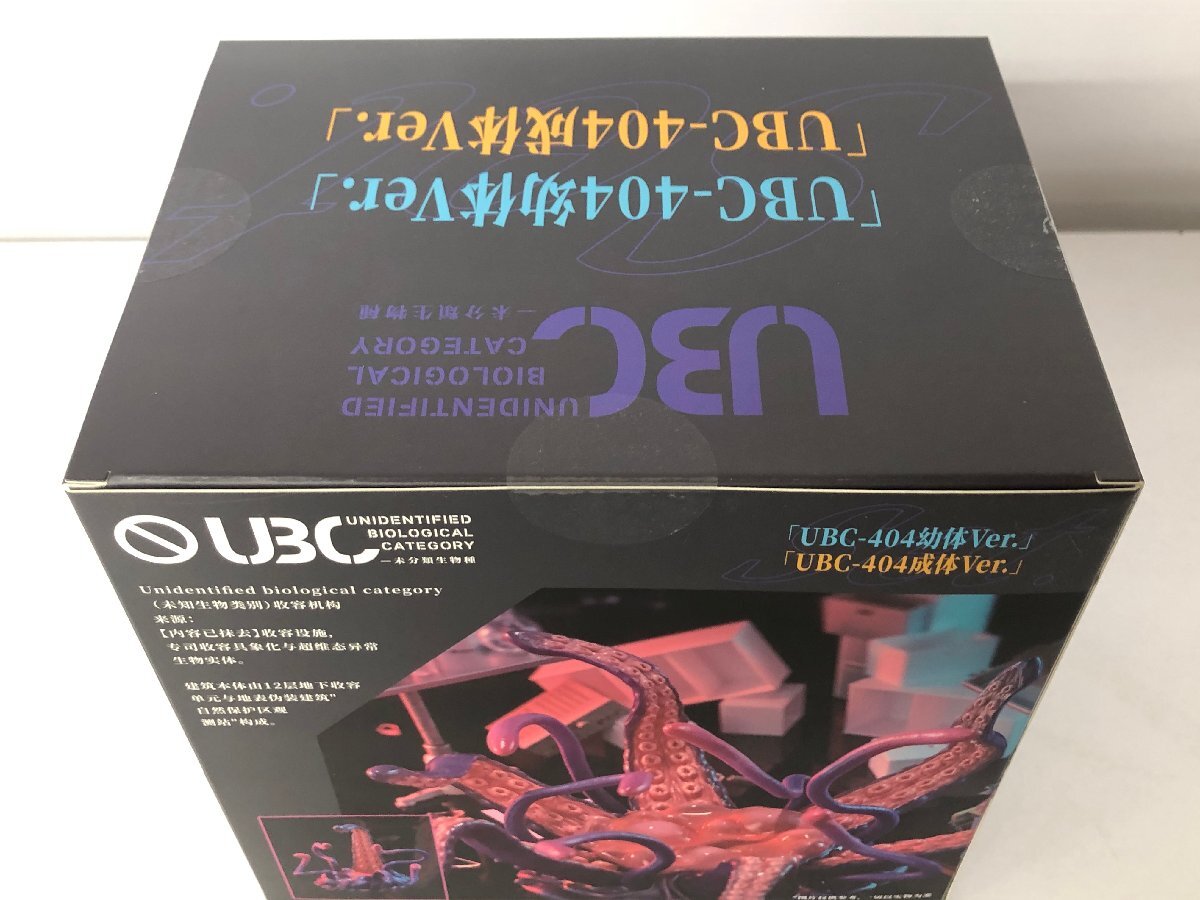 「UBC-404幼体Ver.」
「UBC-404成体Ver.」
UBC
UNIDENTIFIED
BIOLOGICAL
CATEGORY
—未分類生物種
UBC
UNIDENTIFIED
BIOLOGICAL
CATEGORY
—未分類生物種
「UBC-404幼体Ver.」
「UBC-404成体Ver.」
Unidentified biological category
（未知生物类别）收容机构
来源：
【内容已抹去】收容设施，
专司收容具象化与超维态异常
生物实体。
建筑本体由12层地下收容
单元与地表伪装建筑”
自然保护区观
测站”构成。